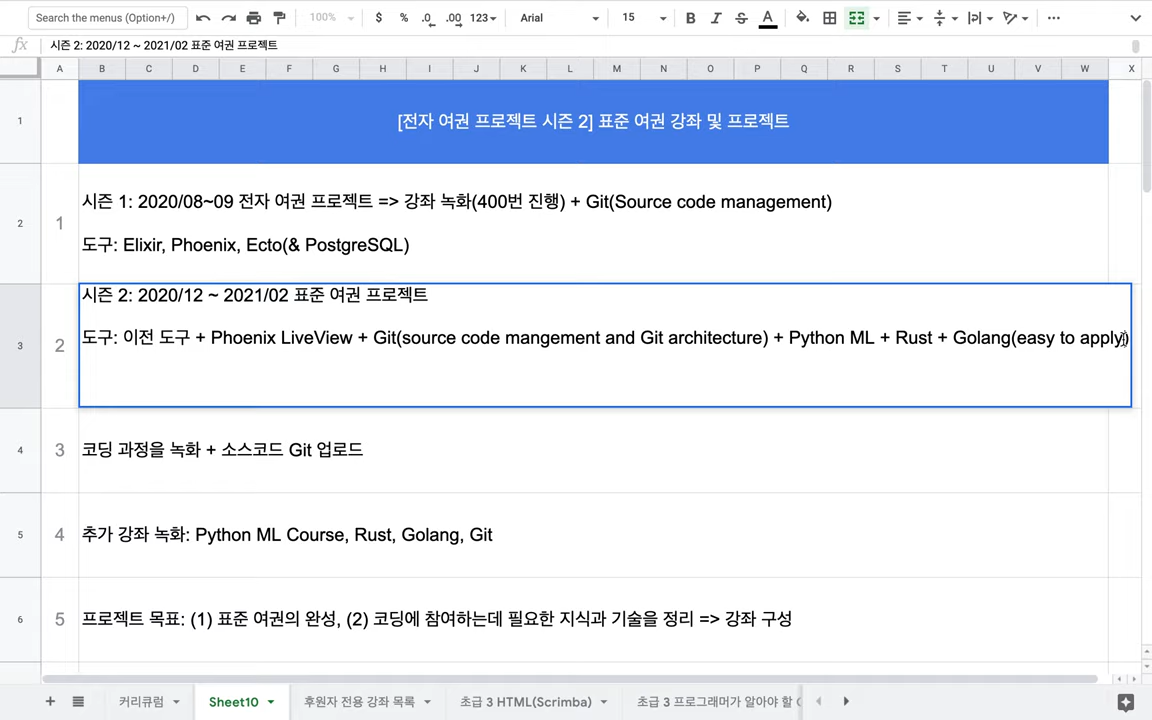 Search the menus (Option+/)
100%
$ % .0 .00 123
Arial
15
B I S A
fx
시즌 2: 2020/12 ~ 2021/02 표준 여권 프로젝트
A B C D E F G H I J K L M N O P Q R S T U V W X
1
[전자 여권 프로젝트 시즌 2] 표준 여권 강좌 및 프로젝트
2
1
시즌 1: 2020/08~09 전자 여권 프로젝트 => 강좌 녹화(400번 진행) + Git(Source code management)
도구: Elixir, Phoenix, Ecto(& PostgreSQL)
3
2
시즌 2: 2020/12 ~ 2021/02 표준 여권 프로젝트
도구: 이전 도구 + Phoenix LiveView + Git(source code mangement and Git architecture) + Python ML + Rust + Golang(easy to apply)
4
3
코딩 과정을 녹화 + 소스코드 Git 업로드
5
4
추가 강좌 녹화: Python ML Course, Rust, Golang, Git
6
5
프로젝트 목표: (1) 표준 여권의 완성, (2) 코딩에 참여하는데 필요한 지식과 기술을 정리 => 강좌 구성
커리큘럼
Sheet10
후원자 전용 강좌 목록
초급 3 HTML(Scrimba)
초급 3 프로그래머가 알아야 할